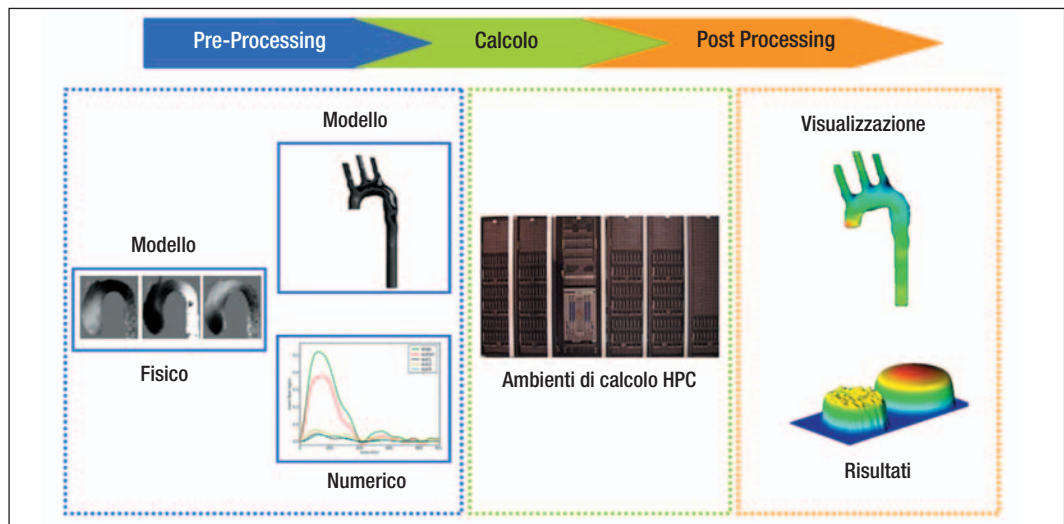 Pre-Processing
Calcolo
Post Processing
Modello
Fisico
Modello
Numerico
Ambienti di calcolo HPC
Visualizzazione
Risultati